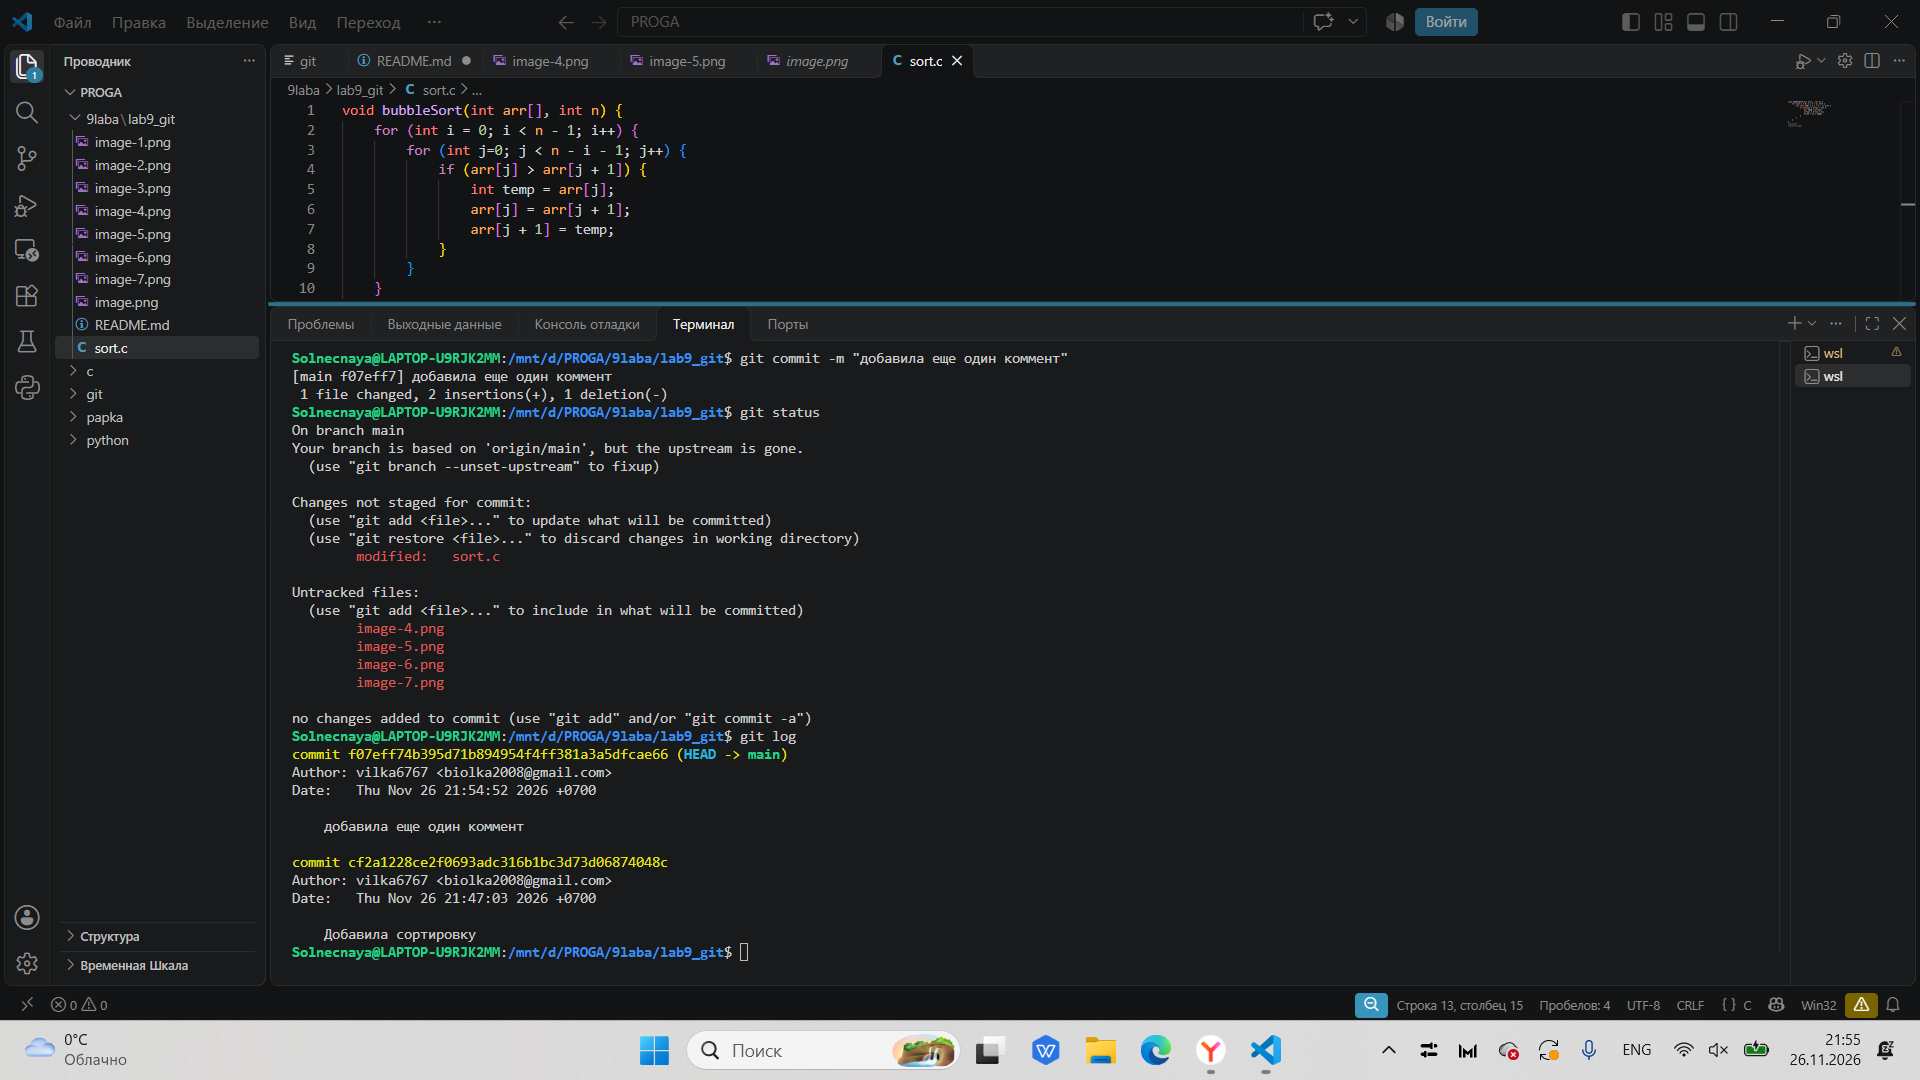 Файл Правка Выделение Вид Переход ··· PROGA Войти
Проводник ···
PROGA
9laba\lab9_git
image-1.png
image-2.png
image-3.png
image-4.png
image-5.png
image-6.png
image-7.png
image.png
README.md
C sort.c
c
git
papka
python
Структура
Временная Шкала
git README.md image-4.png image-5.png image.png C sort.c
9laba > lab9_git > C sort.c > ...
1 void bubbleSort(int arr[], int n) {
2 for (int i = 0; i < n - 1; i++) {
3 for (int j=0; j < n - i - 1; j++) {
4 if (arr[j] > arr[j + 1]) {
5 int temp = arr[j];
6 arr[j] = arr[j + 1];
7 arr[j + 1] = temp;
8 }
9 }
10 }
Проблемы Выходные данные Консоль отладки Терминал Порты
wsl
wsl
Solnecnaya@LAPTOP-U9RJK2MM:/mnt/d/PROGA/9laba/lab9_git$ git commit -m "добавила еще один коммент"
[main f07eff7] добавила еще один коммент
1 file changed, 2 insertions(+), 1 deletion(-)
Solnecnaya@LAPTOP-U9RJK2MM:/mnt/d/PROGA/9laba/lab9_git$ git status
On branch main
Your branch is based on 'origin/main', but the upstream is gone.
(use "git branch --unset-upstream" to fixup)
Changes not staged for commit:
(use "git add <file>..." to update what will be committed)
(use "git restore <file>..." to discard changes in working directory)
modified: sort.c
Untracked files:
(use "git add <file>..." to include in what will be committed)
image-4.png
image-5.png
image-6.png
image-7.png
no changes added to commit (use "git add" and/or "git commit -a")
Solnecnaya@LAPTOP-U9RJK2MM:/mnt/d/PROGA/9laba/lab9_git$ git log
commit f07eff74b395d71b894954f4ff381a3a5dfcae66 (HEAD -> main)
Author: vilka6767 <biolka2008@gmail.com>
Date: Thu Nov 26 21:54:52 2026 +0700
добавила еще один коммент
commit cf2a1228ce2f0693adc316b1bc3d73d06874048c
Author: vilka6767 <biolka2008@gmail.com>
Date: Thu Nov 26 21:47:03 2026 +0700
Добавила сортировку
Solnecnaya@LAPTOP-U9RJK2MM:/mnt/d/PROGA/9laba/lab9_git$
0 0 Строка 13, столбец 15 Пробелов: 4 UTF-8 CRLF {} C Win32
0°C
Облачно
Поиск
ENG
21:55
26.11.2026